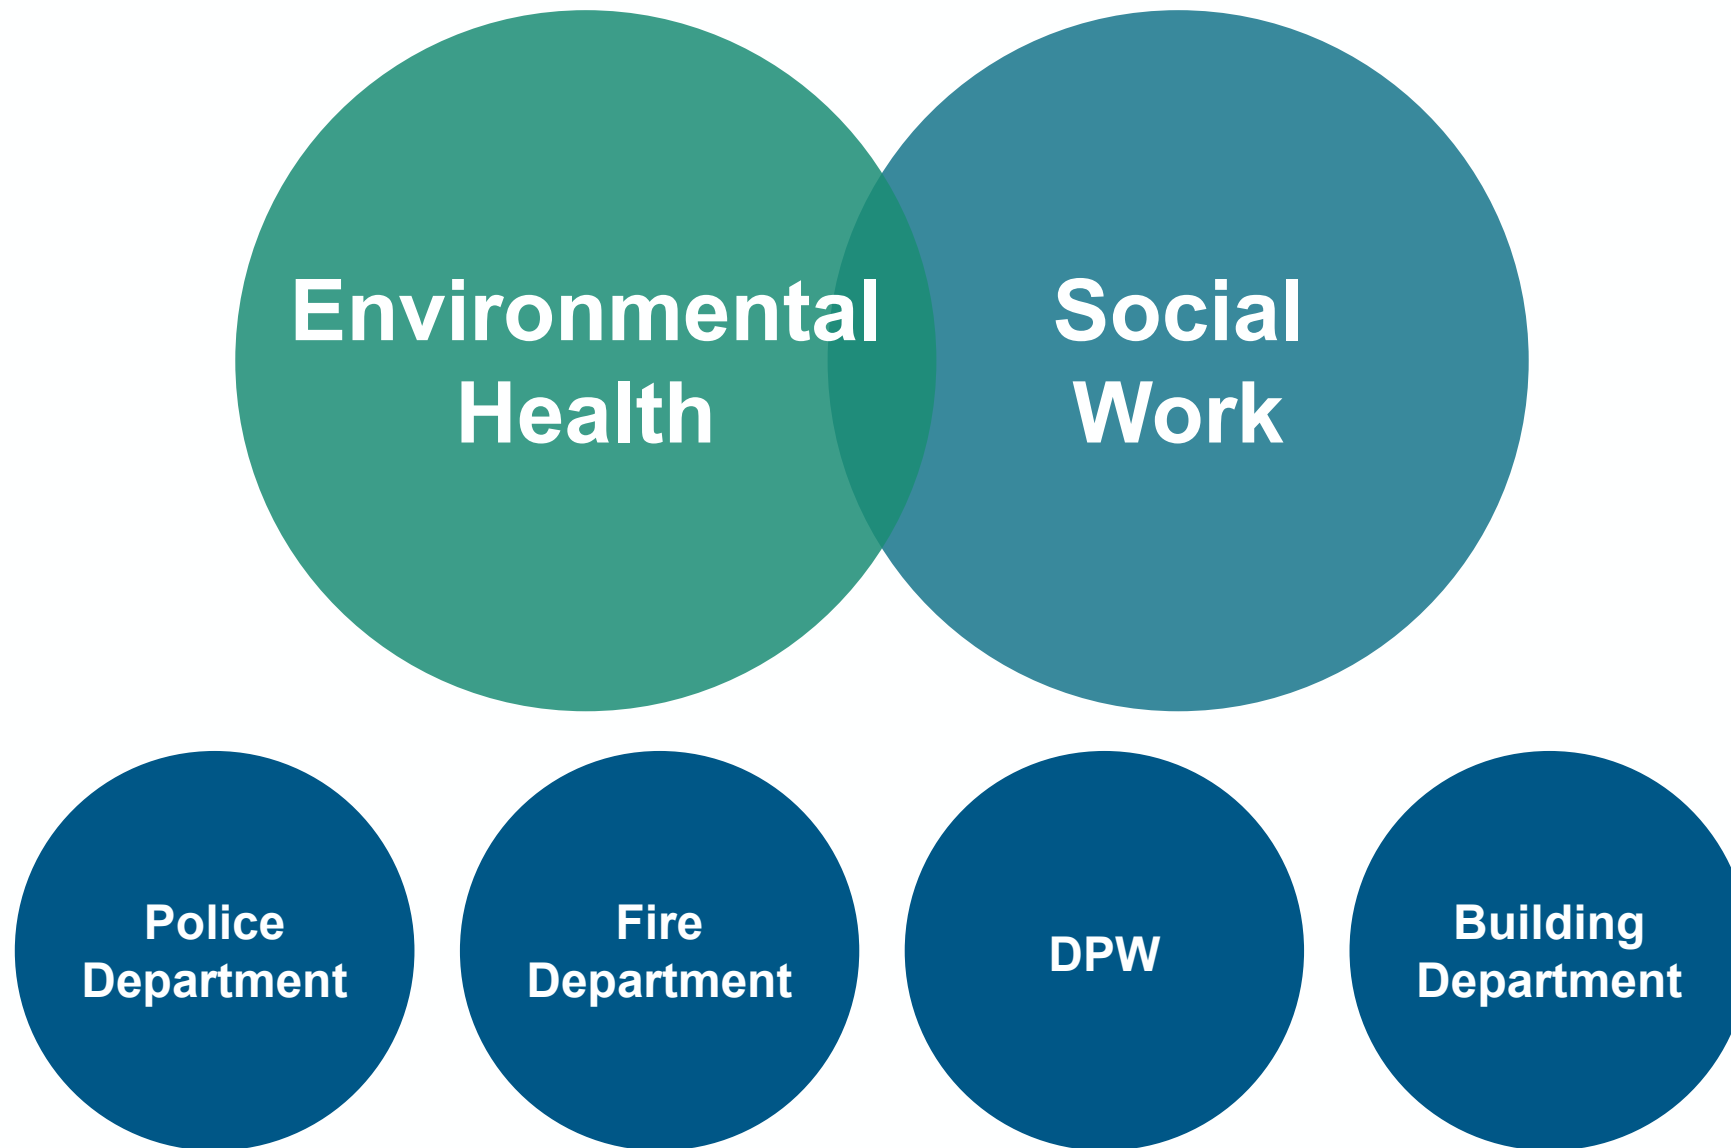 Environmental
Health
Social
Work
Police
Department
Fire
Department
DPW
Building
Department